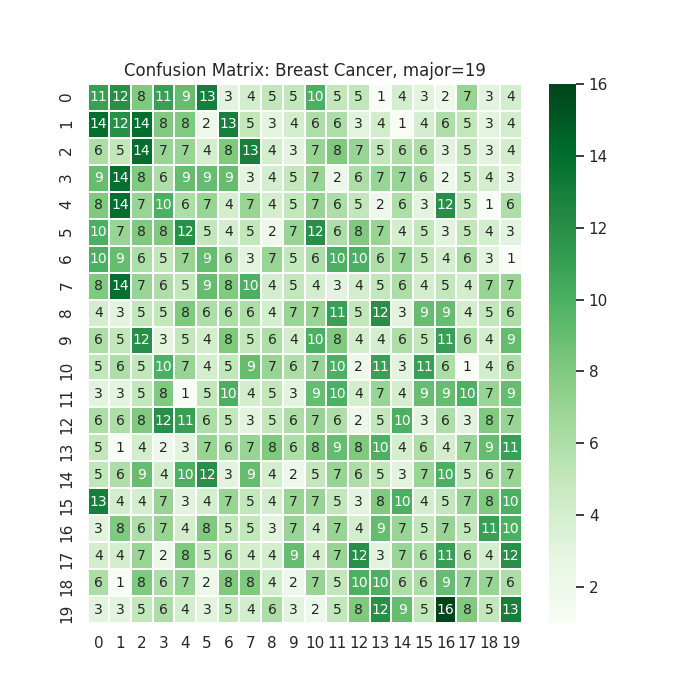 Confusion Matrix: Breast Cancer, major=19
0 11 12 8 11 9 13 3 4 5 5 10 5 5 1 4 3 2 7 3 4
1 14 12 14 8 8 2 13 5 3 4 6 6 3 4 1 4 6 5 3 4
2 6 5 14 7 7 4 8 13 4 3 7 8 7 5 6 6 3 5 3 4
3 9 14 8 6 9 9 9 3 4 5 7 2 6 7 7 6 2 5 4 3
4 8 14 7 10 6 7 4 7 4 5 7 6 5 2 6 3 12 5 1 6
5 10 7 8 8 12 5 4 5 2 7 12 6 8 7 4 5 3 5 4 3
6 10 9 6 5 7 9 6 3 7 5 6 10 10 6 7 5 4 6 3 1
7 8 14 7 6 5 9 8 10 4 5 4 3 4 5 6 4 5 4 7 7
8 4 3 5 5 8 6 6 6 4 7 7 11 5 12 3 9 9 4 5 6
9 6 5 12 3 5 4 8 5 6 4 10 8 4 4 6 5 11 6 4 9
10 5 6 5 10 7 4 5 9 7 6 7 10 2 11 3 11 6 1 4 6
11 3 3 5 8 1 5 10 4 5 3 9 10 4 7 4 9 9 10 7 9
12 6 6 8 12 11 6 5 3 5 6 7 6 2 5 10 3 6 3 8 7
13 5 1 4 2 3 7 6 7 8 6 8 9 8 10 4 6 4 7 9 11
14 5 6 9 4 10 12 3 9 4 2 5 7 6 5 3 7 10 5 6 7
15 13 4 4 7 3 4 7 5 4 7 7 5 3 8 10 4 5 7 8 10
16 3 8 6 7 4 8 5 5 3 7 4 7 4 9 7 5 7 5 11 10
17 4 4 7 2 8 5 6 4 4 9 4 7 12 3 7 6 11 6 4 12
18 6 1 8 6 7 2 8 8 4 2 7 5 10 10 6 6 9 7 7 6
19 3 3 5 6 4 3 5 4 6 3 2 5 8 12 9 5 16 8 5 13
0 1 2 3 4 5 6 7 8 9 10 11 12 13 14 15 16 17 18 19
16
14
12
10
8
6
4
2